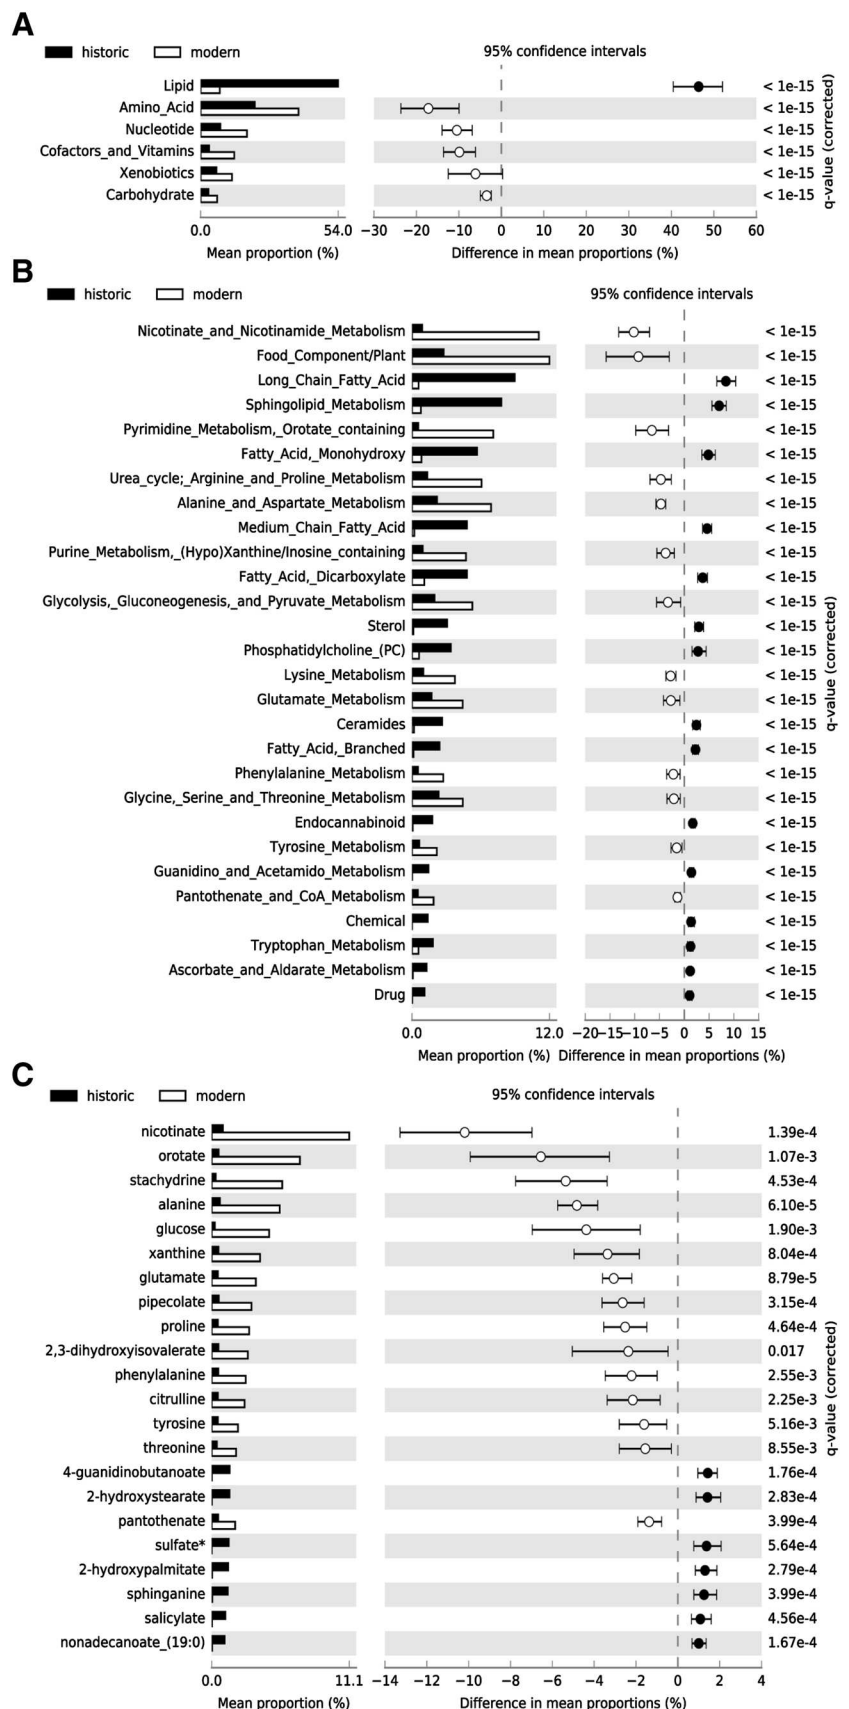 A
historic modern 95% confidence intervals
Lipid < 1e-15
Amino_Acid < 1e-15
Nucleotide < 1e-15
Cofactors_and_Vitamins < 1e-15
Xenobiotics < 1e-15
Carbohydrate < 1e-15
q-value (corrected)
0.0 54.0 −30 −20 −10 0 10 20 30 40 50 60
Mean proportion (%) Difference in mean proportions (%)
B
historic modern 95% confidence intervals
Nicotinate_and_Nicotinamide_Metabolism < 1e-15
Food_Component/Plant < 1e-15
Long_Chain_Fatty_Acid < 1e-15
Sphingolipid_Metabolism < 1e-15
Pyrimidine_Metabolism,_Orotate_containing < 1e-15
Fatty_Acid,_Monohydroxy < 1e-15
Urea_cycle;_Arginine_and_Proline_Metabolism < 1e-15
Alanine_and_Aspartate_Metabolism < 1e-15
Medium_Chain_Fatty_Acid < 1e-15
Purine_Metabolism,_(Hypo)Xanthine/Inosine_containing < 1e-15
Fatty_Acid,_Dicarboxylate < 1e-15
Glycolysis,_Gluconeogenesis,_and_Pyruvate_Metabolism < 1e-15
Sterol < 1e-15
Phosphatidylcholine_(PC) < 1e-15
Lysine_Metabolism < 1e-15
Glutamate_Metabolism < 1e-15
Ceramides < 1e-15
Fatty_Acid,_Branched < 1e-15
Phenylalanine_Metabolism < 1e-15
Glycine,_Serine_and_Threonine_Metabolism < 1e-15
Endocannabinoid < 1e-15
Tyrosine_Metabolism < 1e-15
Guanidino_and_Acetamido_Metabolism < 1e-15
Pantothenate_and_CoA_Metabolism < 1e-15
Chemical < 1e-15
Tryptophan_Metabolism < 1e-15
Ascorbate_and_Aldarate_Metabolism < 1e-15
Drug < 1e-15
q-value (corrected)
0.0 12.0 −20 −15 −10 −5 0 5 10 15
Mean proportion (%) Difference in mean proportions (%)
C
historic modern 95% confidence intervals
nicotinate 1.39e-4
orotate 1.07e-3
stachydrine 4.53e-4
alanine 6.10e-5
glucose 1.90e-3
xanthine 8.04e-4
glutamate 8.79e-5
pipecolate 3.15e-4
proline 4.64e-4
2,3-dihydroxyisovalerate 0.017
phenylalanine 2.55e-3
citrulline 2.25e-3
tyrosine 5.16e-3
threonine 8.55e-3
4-guanidinobutanoate 1.76e-4
2-hydroxystearate 2.83e-4
pantothenate 3.99e-4
sulfate* 5.64e-4
2-hydroxypalmitate 2.79e-4
sphinganine 3.99e-4
salicylate 4.56e-4
nonadecanoate_(19:0) 1.67e-4
q-value (corrected)
0.0 11.1 −14 −12 −10 −8 −6 −4 −2 0 2 4
Mean proportion (%) Difference in mean proportions (%)